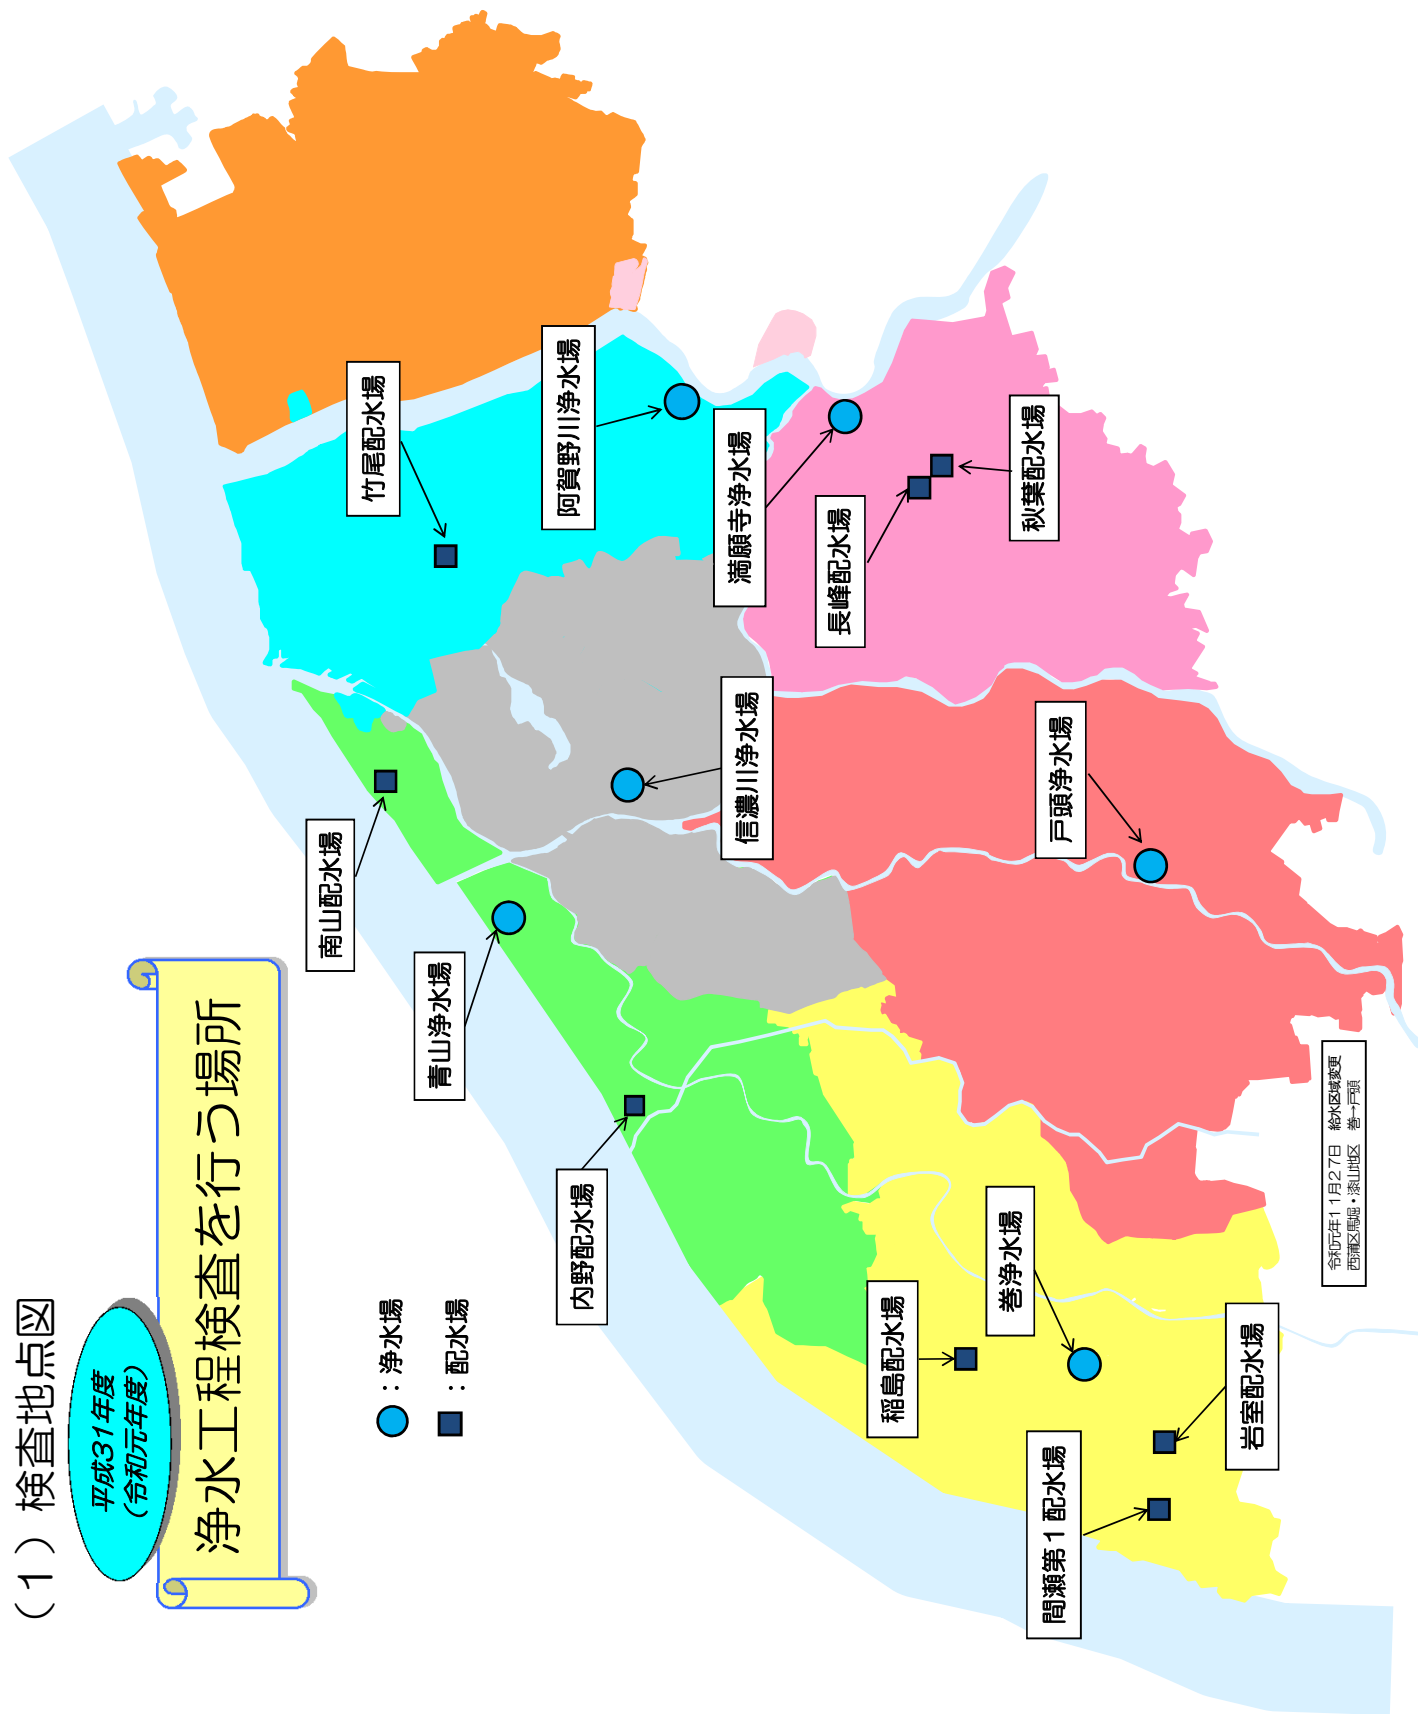 （１）検査地点図
平成31年度
（令和元年度）
浄水工程検査を行う場所
：浄水場
：配水場
竹尾配水場
阿賀野川浄水場
満願寺浄水場
長峰配水場
秋葉配水場
南山配水場
信濃川浄水場
戸頭浄水場
青山浄水場
内野配水場
稲島配水場
巻浄水場
岩室配水場
間瀬第１配水場
令和元年１１月２７日　給水区域変更
西蒲区馬堀・漆山地区　巻→戸頭